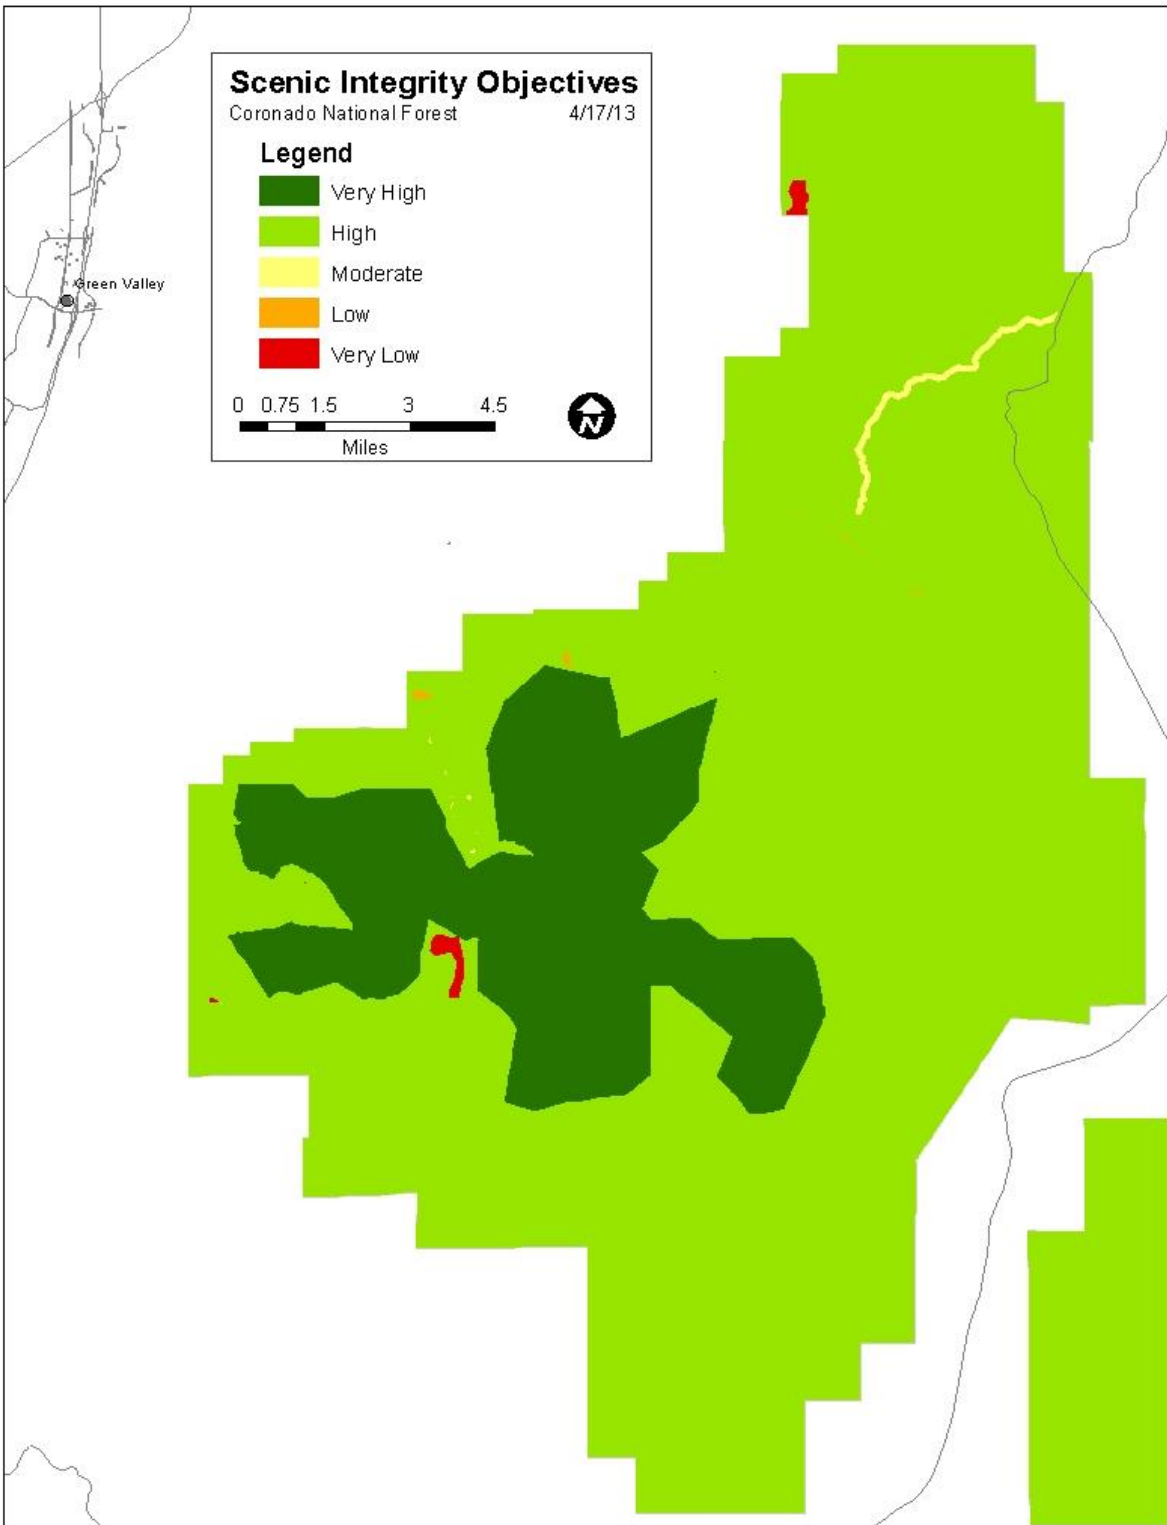 Scenic Integrity Objectives
Coronado National Forest 4/17/13
Legend
Very High
High
Moderate
Low
Very Low
0 0.75 1.5 3 4.5
Miles
N
Green Valley